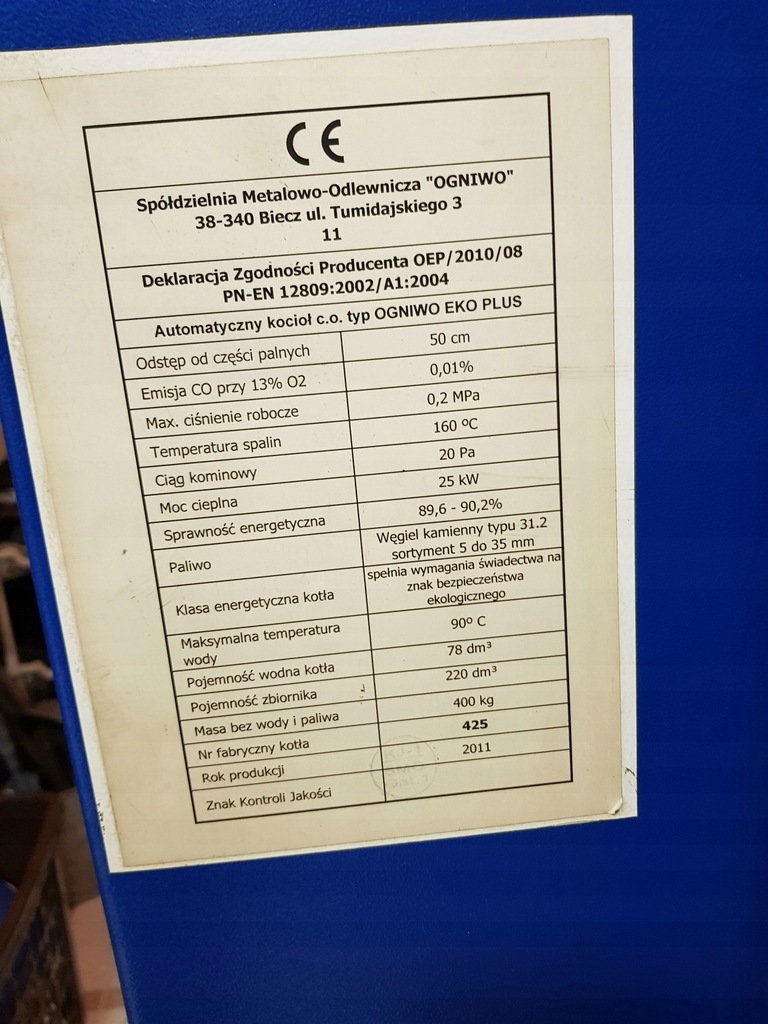 CE
Spółdzielnia Metalowo-Odlewnicza "OGNIWO"
38-340 Biecz ul. Tumidajskiego 3
11
Deklaracja Zgodności Producenta OEP/2010/08
PN-EN 12809:2002/A1:2004
Automatyczny kocioł c.o. typ OGNIWO EKO PLUS
Odstęp od części palnych 50 cm
Emisja CO przy 13% O2 0,01%
Max. ciśnienie robocze 0,2 MPa
Temperatura spalin 160 ºC
Ciąg kominowy 20 Pa
Moc cieplna 25 kW
Sprawność energetyczna 89,6 - 90,2%
Paliwo Węgiel kamienny typu 31.2
sortyment 5 do 35 mm
Klasa energetyczna kotła spełnia wymagania świadectwa na
znak bezpieczeństwa
ekologicznego
Maksymalna temperatura
wody 90º C
Pojemność wodna kotła 78 dm³
Pojemność zbiornika 220 dm³
Masa bez wody i paliwa 400 kg
Nr fabryczny kotła 425
Rok produkcji 2011
Znak Kontroli Jakości